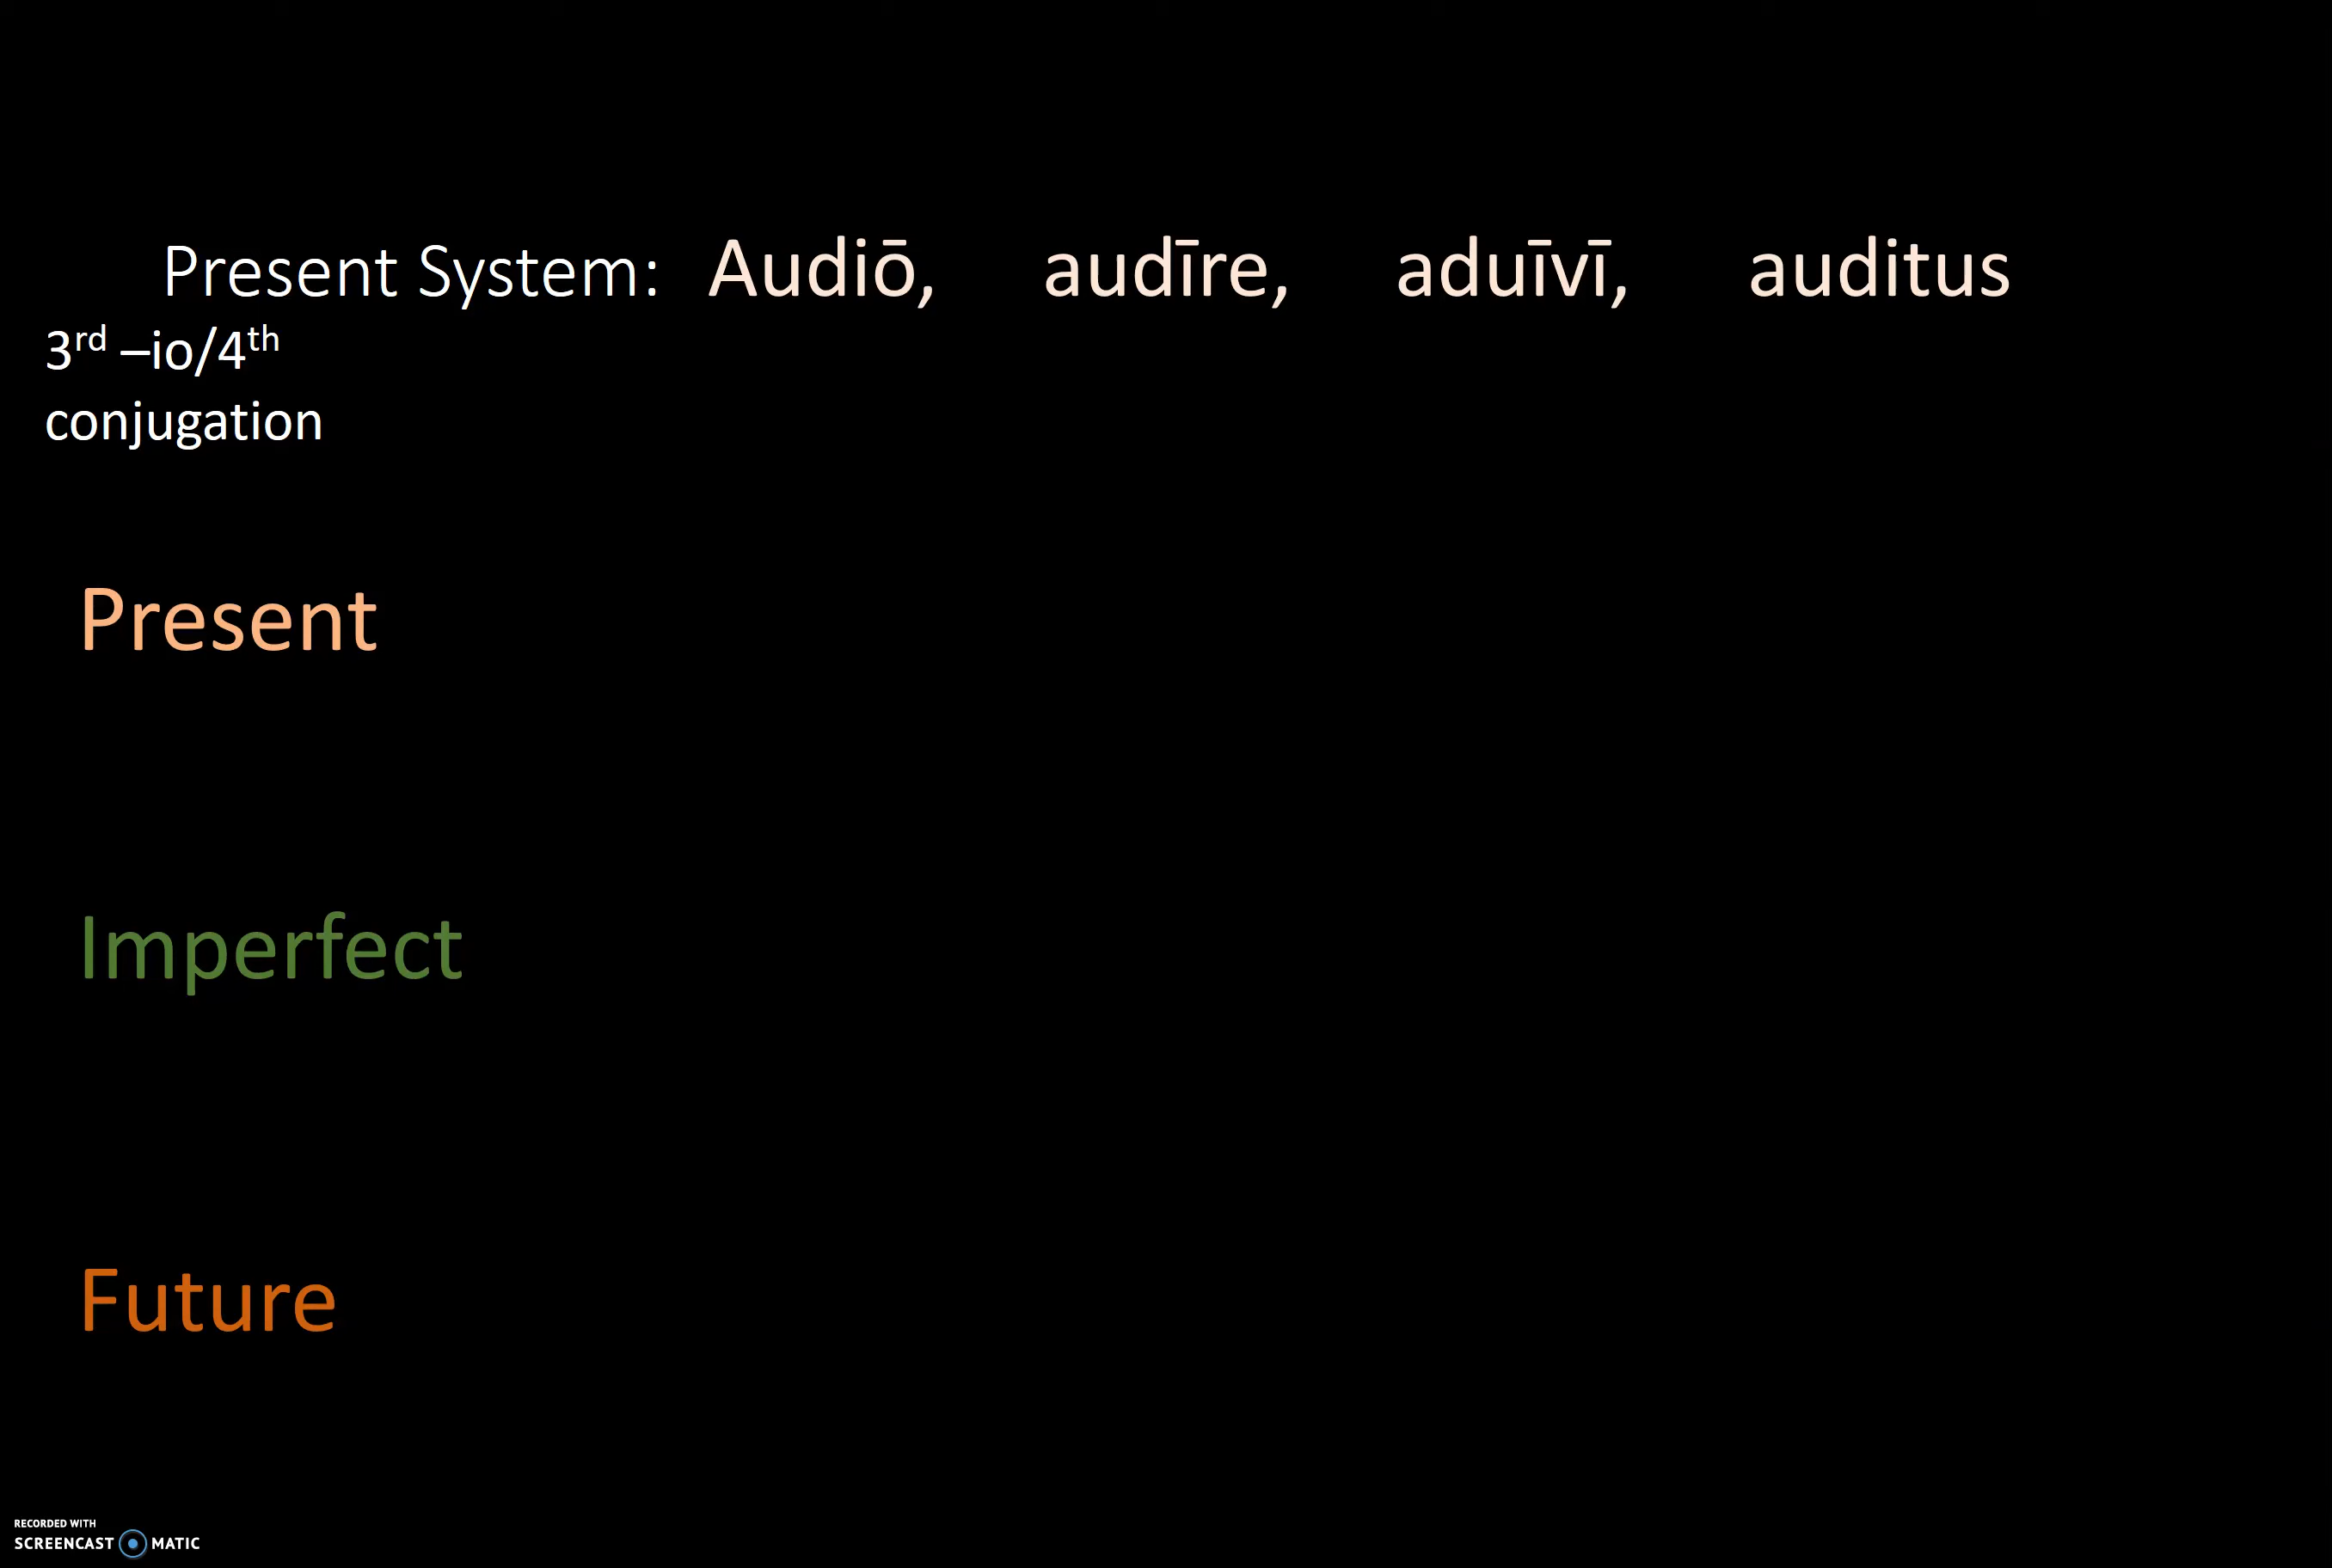 Present System: Audiō, audīre, aduīvī, auditus
3rd –io/4th
conjugation
Present
Imperfect
Future
RECORDED WITH
SCREENCAST MATIC